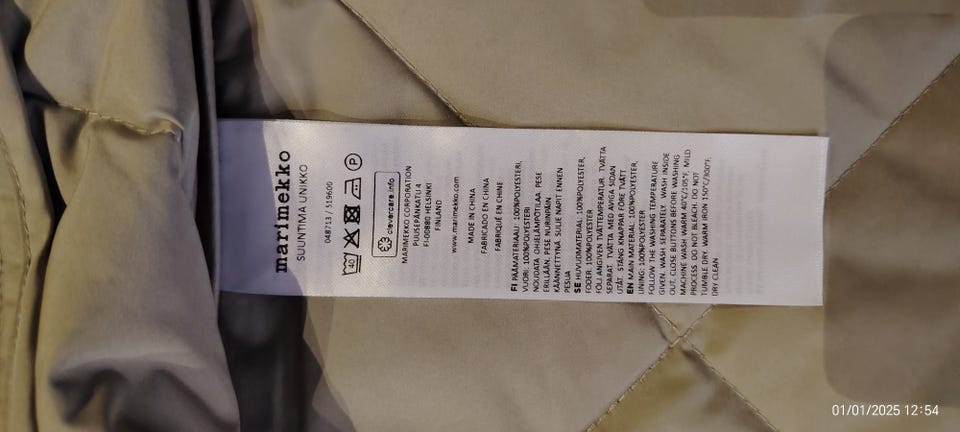 marimekko
SUUNTIMA UNIKKO
048713 / 519600
40
P
clevercare.info
MARIMEKKO CORPORATION
PUUSEPÄNKATU 4
FI-00880 HELSINKI
FINLAND
www.marimekko.com
MADE IN CHINA
FABRICADO EN CHINA
FABRIQUÉ EN CHINE
FI PÄÄMATERIAALI: 100%POLYESTERI,
VUORI: 100%POLYESTERI
NOUDATA OHJELÄMPÖTILAA. PESE
ERILLÄÄN. PESE NURINPÄIN
KÄÄNNETTYNÄ. SULJE NAPIT ENNEN
PESUA
SE HUVUDMATERIAL: 100%POLYESTER,
FODER: 100%POLYESTER
FÖLJ ANGIVEN TVÄTTEMPERATUR. TVÄTTA
SEPARAT. TVÄTTA MED AVIGA SIDAN
UTÅT. STÄNG KNAPPAR FÖRE TVÄTT
EN MAIN MATERIAL: 100%POLYESTER,
LINING: 100%POLYESTER
FOLLOW THE WASHING TEMPERATURE
GIVEN. WASH SEPARATELY. WASH INSIDE
OUT. CLOSE BUTTONS BEFORE WASHING
MACHINE WASH WARM 40°C/105°F, MILD
PROCESS DO NOT BLEACH DO NOT
TUMBLE DRY WARM IRON 150°C/300°F,
DRY CLEAN
01/01/2025 12:54